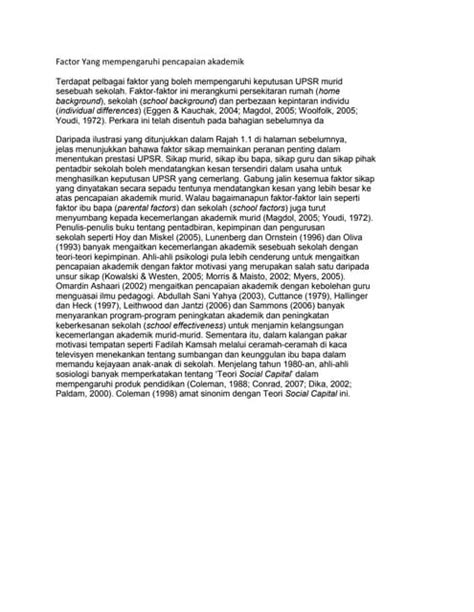 Factor Yang mempengaruhi pencapaian akademik
Terdapat pelbagai faktor yang boleh mempengaruhi keputusan UPSR murid
sesebuah sekolah. Faktor-faktor ini merangkumi persekitaran rumah (home
background), sekolah (school background) dan perbezaan kepintaran individu
(individual differences) (Eggen & Kauchak, 2004; Magdol, 2005; Woolfolk, 2005;
Youdi, 1972). Perkara ini telah disentuh pada bahagian sebelumnya da
Daripada ilustrasi yang ditunjukkan dalam Rajah 1.1 di halaman sebelumnya,
jelas menunjukkan bahawa faktor sikap memainkan peranan penting dalam
menentukan prestasi UPSR. Sikap murid, sikap ibu bapa, sikap guru dan sikap pihak
pentadbir sekolah boleh mendatangkan kesan tersendiri dalam usaha untuk
menghasilkan keputusan UPSR yang cemerlang. Gabung jalin kesemua faktor sikap
yang dinyatakan secara sepadu tentunya mendatangkan kesan yang lebih besar ke
atas pencapaian akademik murid. Walau bagaimanapun faktor-faktor lain seperti
faktor ibu bapa (parental factors) dan sekolah (school factors) juga turut
menyumbang kepada kecemerlangan akademik murid (Magdol, 2005; Youdi, 1972).
Penulis-penulis buku tentang pentadbiran, kepimpinan dan pengurusan
sekolah seperti Hoy dan Miskel (2005), Lunenberg dan Ornstein (1996) dan Oliva
(1993) banyak mengaitkan kecemerlangan akademik sesebuah sekolah dengan
teori-teori kepimpinan. Ahli-ahli psikologi pula lebih cenderung untuk mengaitkan
pencapaian akademik dengan faktor motivasi yang merupakan salah satu daripada
unsur sikap (Kowalski & Westen, 2005; Morris & Maisto, 2002; Myers, 2005).
Omardin Ashaari (2002) mengaitkan pencapaian akademik dengan kebolehan guru
menguasai ilmu pedagogi. Abdullah Sani Yahya (2003), Cuttance (1979), Hallinger
dan Heck (1997), Leithwood dan Jantzi (2006) dan Sammons (2006) banyak
menyarankan program-program peningkatan akademik dan peningkatan
keberkesanan sekolah (school effectiveness) untuk menjamin kelangsungan
kecemerlangan akademik murid-murid. Sementara itu, dalam kalangan pakar
motivasi tempatan seperti Fadilah Kamsah melalui ceramah-ceramah di kaca
televisyen menekankan tentang sumbangan dan keunggulan ibu bapa dalam
memandu kejayaan anak-anak di sekolah. Menjelang tahun 1980-an, ahli-ahli
sosiologi banyak memperkatakan tentang 'Teori Social Capital' dalam
mempengaruhi produk pendidikan (Coleman, 1988; Conrad, 2007; Dika, 2002;
Paldam, 2000). Coleman (1998) amat sinonim dengan Teori Social Capital ini.